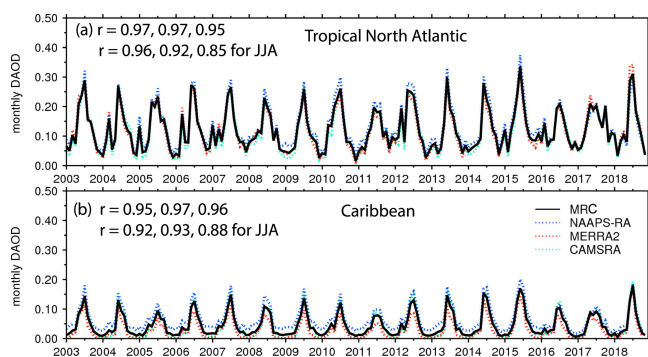 (a) r = 0.97, 0.97, 0.95
r = 0.96, 0.92, 0.85 for JJA
Tropical North Atlantic
monthly DAOD
0.50
0.40
0.30
0.20
0.10
0.00
2003 2004 2005 2006 2007 2008 2009 2010 2011 2012 2013 2014 2015 2016 2017 2018
(b) r = 0.95, 0.97, 0.96
r = 0.92, 0.93, 0.88 for JJA
Caribbean
MRC
NAAPS-RA
MERRA2
CAMSRA
monthly DAOD
0.50
0.40
0.30
0.20
0.10
0.00
2003 2004 2005 2006 2007 2008 2009 2010 2011 2012 2013 2014 2015 2016 2017 2018